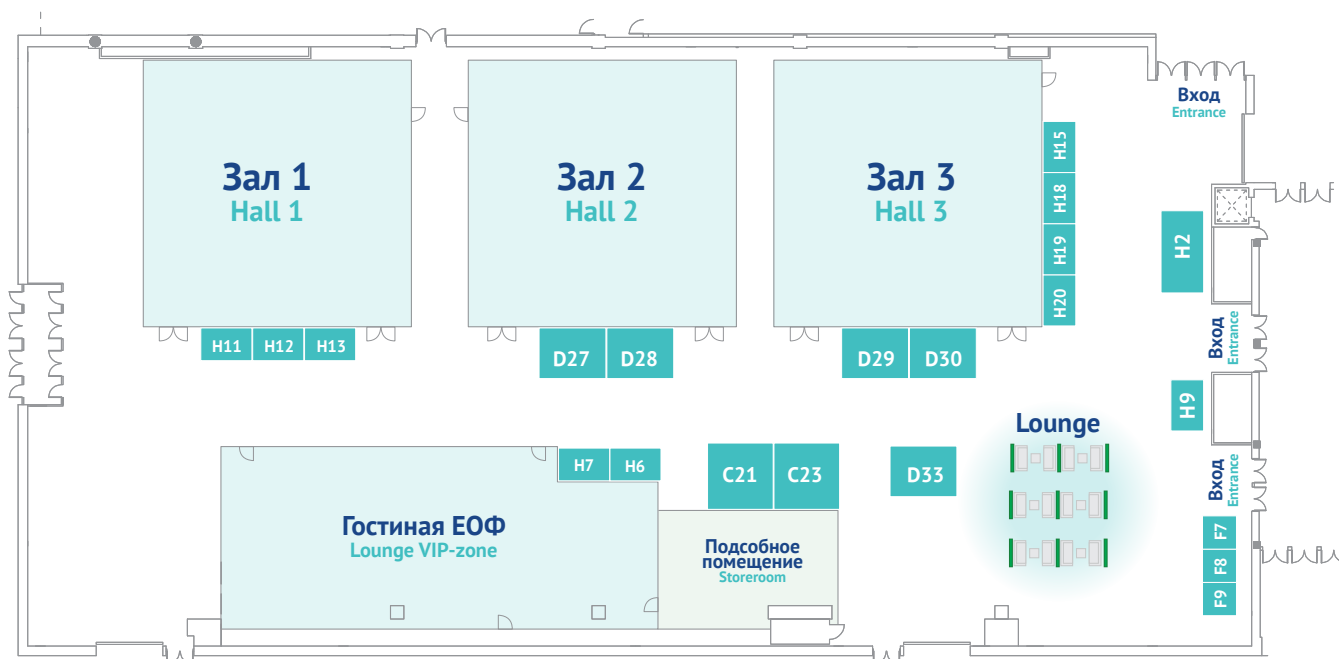 Вход
Entrance
Зал 1
Hall 1
Зал 2
Hall 2
Зал 3
Hall 3
H15
H18
H19
H20
H2
H11
H12
H13
D27
D28
D29
D30
Вход
Entrance
H9
Lounge
H7
H6
C21
C23
D33
Вход
Entrance
Гостиная ЕОФ
Lounge VIP-zone
Подсобное
помещение
Storeroom
F7
F8
F9